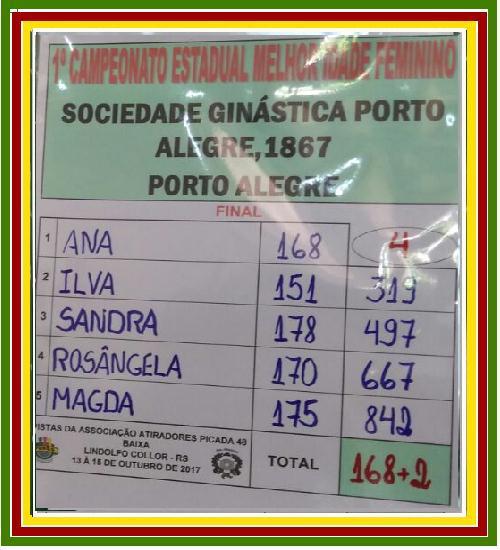 1º CAMPEONATO ESTADUAL MELHOR IDADE FEMININO
SOCIEDADE GINÁSTICA PORTO
ALEGRE,1867
PORTO ALEGRE
FINAL
1 ANA 168 4
2 ILVA 151 319
3 SANDRA 178 497
4 ROSÂNGELA 170 667
5 MAGDA 175 842
PISTAS DA ASSOCIAÇÃO ATIRADORES PICADA 48
BAIXA
LINDOLFO COLLOR - RS
13 À 15 DE OUTUBRO DE 2017
TOTAL 168+2